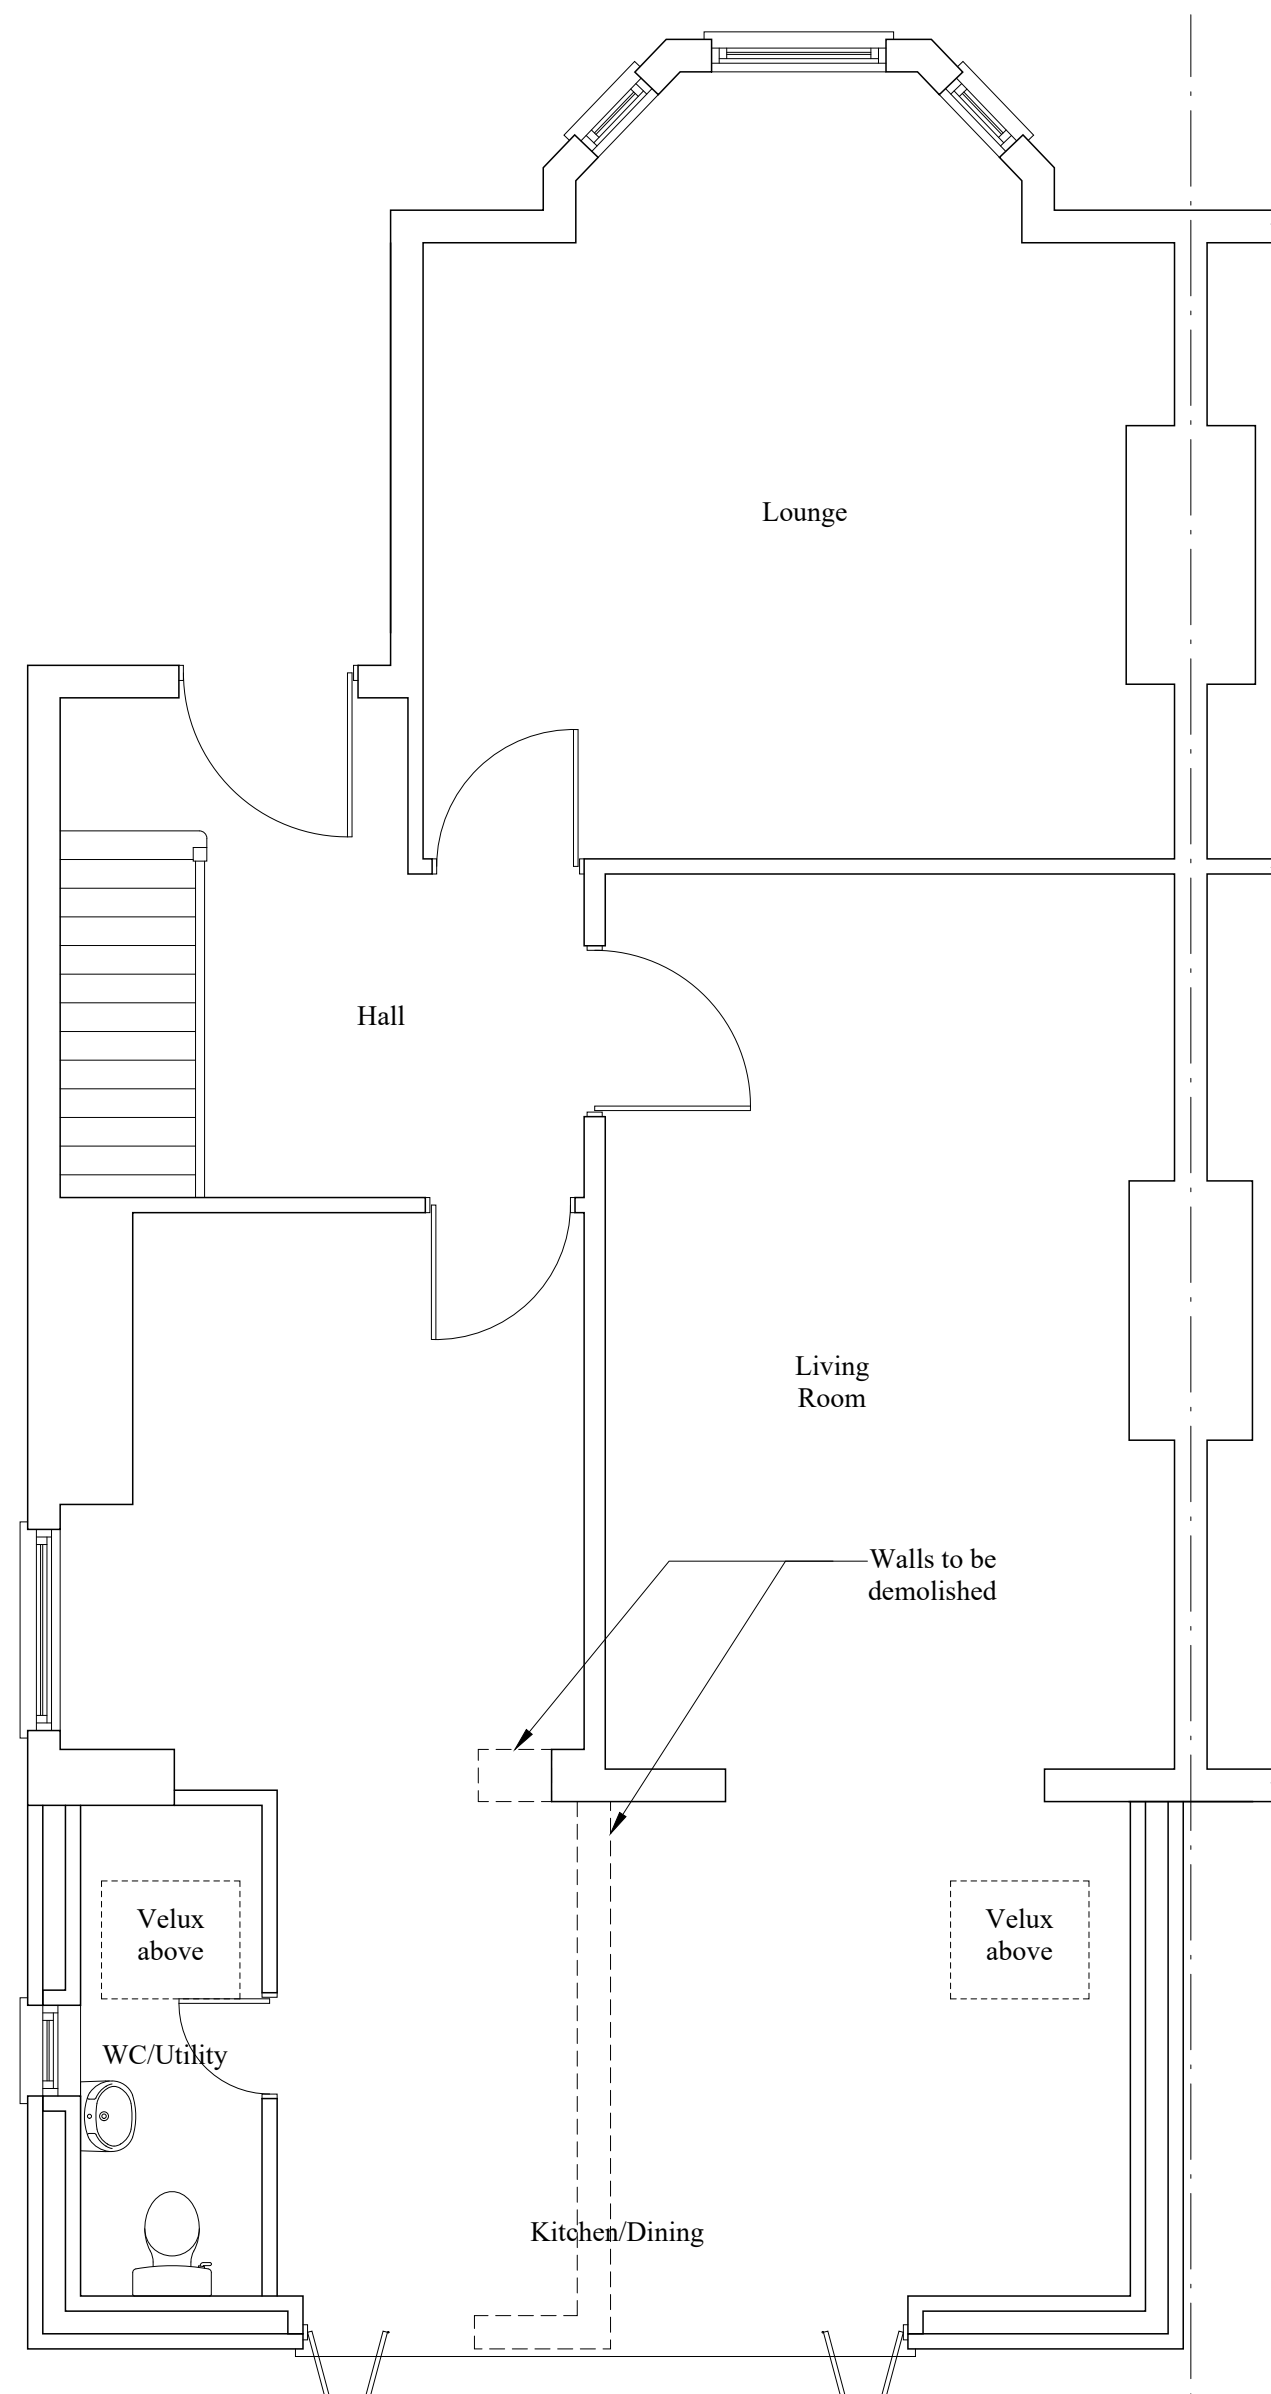 Lounge
Hall
Living
Room
Walls to be
demolished
Velux
above
Velux
above
WC/Utility
Kitchen/Dining